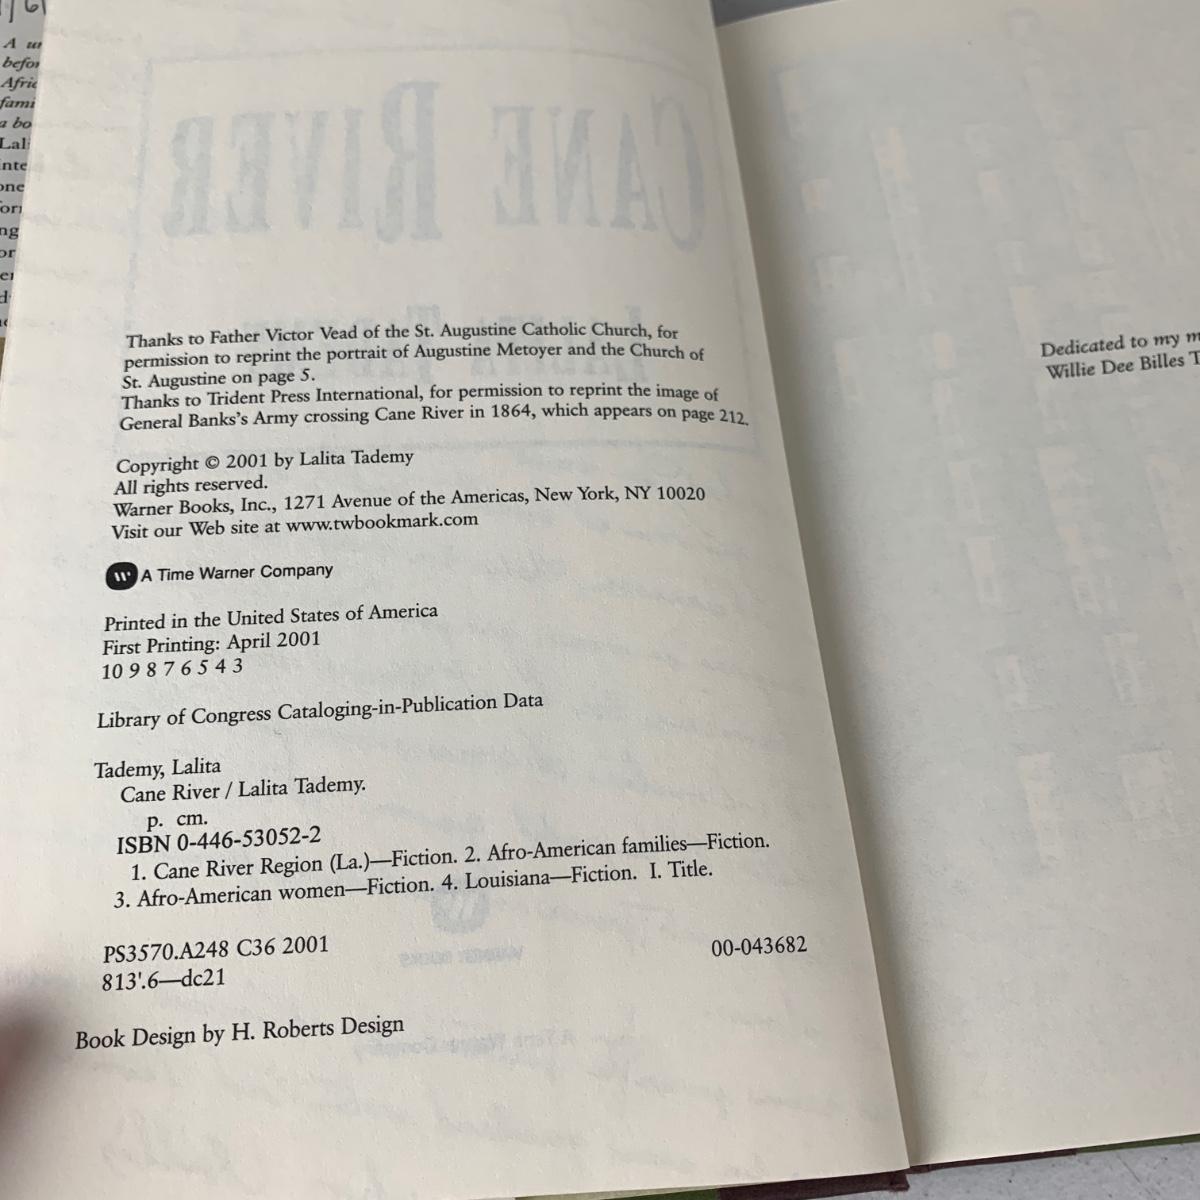 Thanks to Father Victor Vead of the St. Augustine Catholic Church, for
permission to reprint the portrait of Augustine Metoyer and the Church of
St. Augustine on page 5.
Thanks to Trident Press International, for permission to reprint the image of
General Banks's Army crossing Cane River in 1864, which appears on page 212.
Copyright © 2001 by Lalita Tademy
All rights reserved.
Warner Books, Inc., 1271 Avenue of the Americas, New York, NY 10020
Visit our Web site at www.twbookmark.com
A Time Warner Company
Printed in the United States of America
First Printing: April 2001
10 9 8 7 6 5 4 3
Library of Congress Cataloging-in-Publication Data
Tademy, Lalita
Cane River / Lalita Tademy.
p. cm.
ISBN 0-446-53052-2
1. Cane River Region (La.)—Fiction. 2. Afro-American families—Fiction.
3. Afro-American women—Fiction. 4. Louisiana—Fiction. I. Title.
PS3570.A248 C36 2001 00-043682
813'.6—dc21
Book Design by H. Roberts Design
Dedicated to my m
Willie Dee Billes T
CANE RIVER